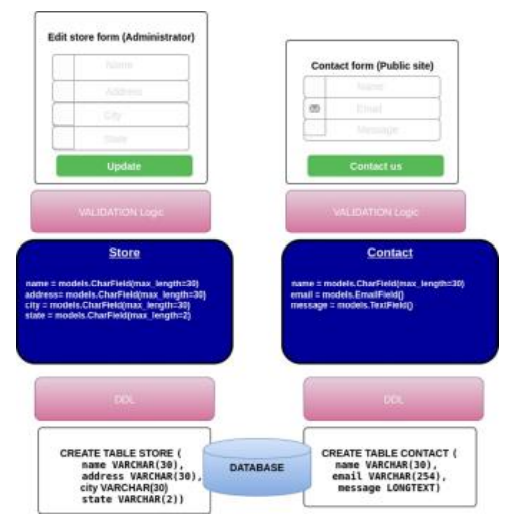 Edit store form (Administrator)
Name
Address
City
State
Update
VALIDATION Logic
Store
name = models.CharField(max_length=30)
address= models.CharField(max_length=30)
city = models.CharField(max_length=30)
state = models.CharField(max_length=2)
DDL
CREATE TABLE STORE (
name VARCHAR(30),
address VARCHAR(30),
city VARCHAR(30)
state VARCHAR(2))
DATABASE
Contact form (Public site)
Name
Email
Message
Contact us
VALIDATION Logic
Contact
name = models.CharField(max_length=30)
email = models.EmailField()
message = models.TextField()
DDL
CREATE TABLE CONTACT (
name VARCHAR(30),
email VARCHAR(254),
message LONGTEXT)